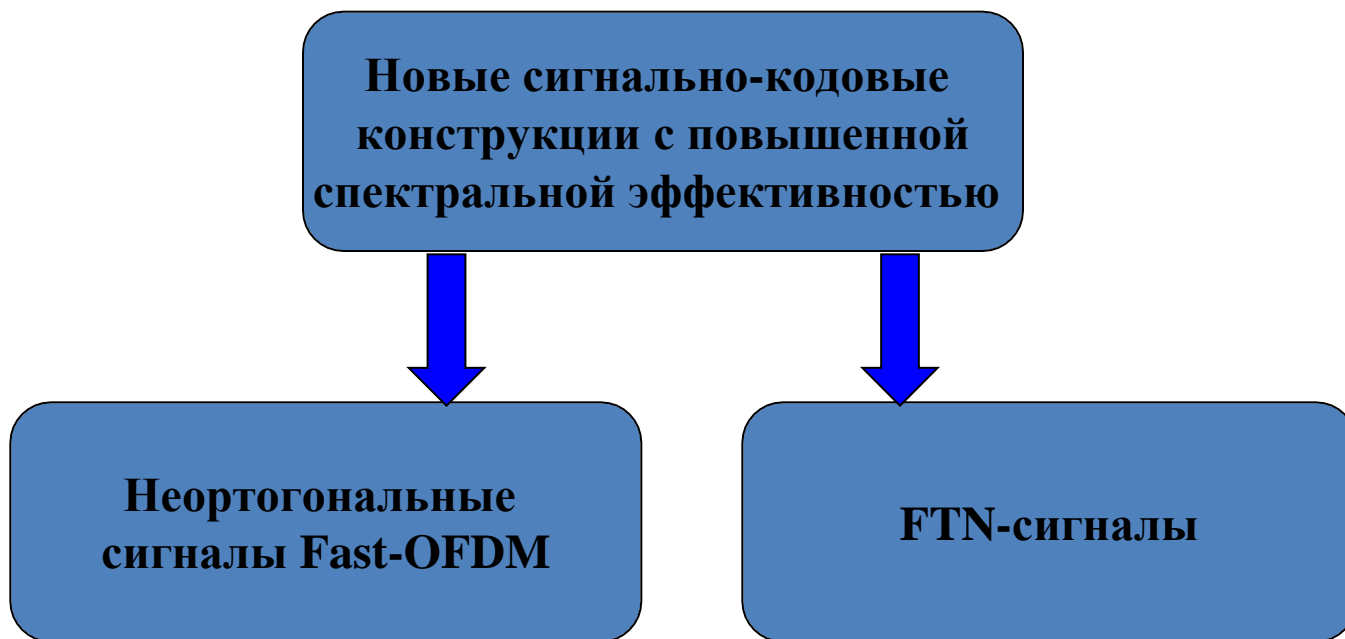 Новые сигнально-кодовые
конструкции с повышенной
спектральной эффективностью
Неортогональные
сигналы Fast-OFDM
FTN-сигналы